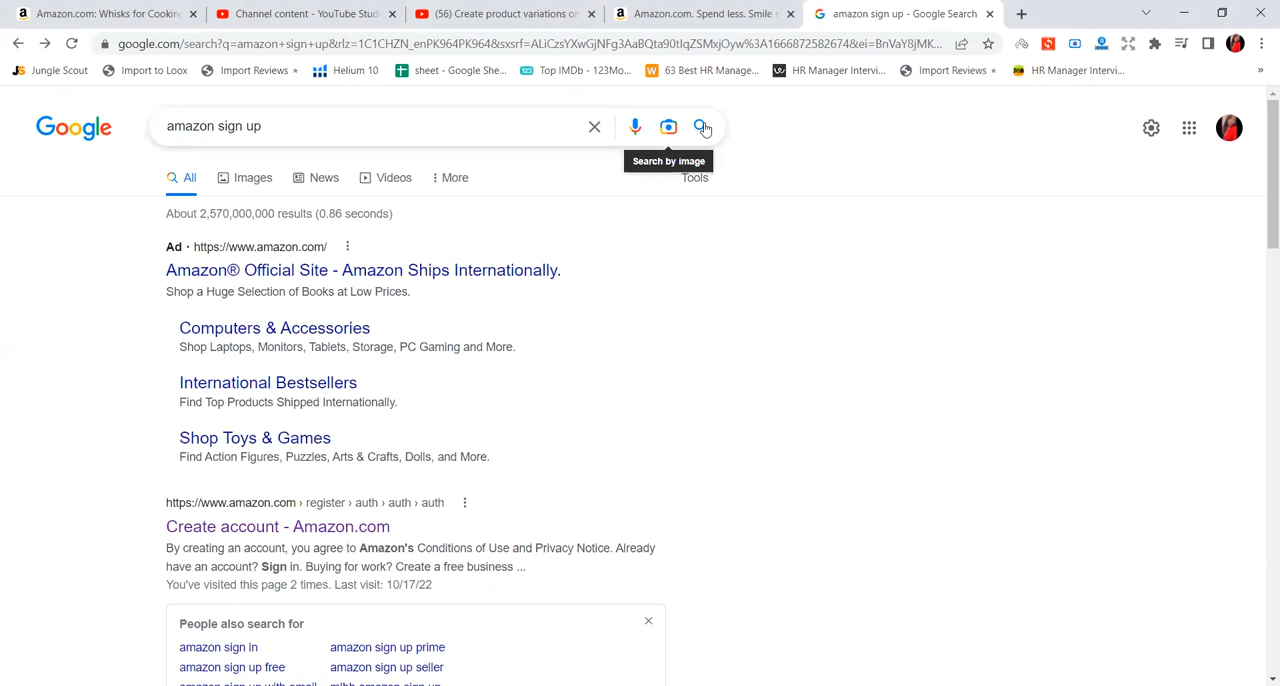 Amazon.com: Whisks for Cooking
Channel content - YouTube Stud
(56) Create product variations on
Amazon.com. Spend less. Smile
amazon sign up - Google Search
google.com/search?q=amazon+sign+up&rlz=1C1CHZN_enPK964PK964&sxsrf=ALiCzsYXwGjNFg3AaBQta90tIqZSMxjOyw%3A1666872582674&ei=BnVaY8jMK...
Jungle Scout
Import to Loox
Import Reviews
Helium 10
sheet - Google She...
Top IMDb - 123Mo...
63 Best HR Manage...
HR Manager Intervi...
Import Reviews
HR Manager Intervi...
»
Google
amazon sign up
Search by image
All
Images
News
Videos
More
Tools
About 2,570,000,000 results (0.86 seconds)
Ad · https://www.amazon.com/
Amazon® Official Site - Amazon Ships Internationally.
Shop a Huge Selection of Books at Low Prices.
Computers & Accessories
Shop Laptops, Monitors, Tablets, Storage, PC Gaming and More.
International Bestsellers
Find Top Products Shipped Internationally.
Shop Toys & Games
Find Action Figures, Puzzles, Arts & Crafts, Dolls, and More.
https://www.amazon.com › register › auth › auth › auth
Create account - Amazon.com
By creating an account, you agree to Amazon's Conditions of Use and Privacy Notice. Already
have an account? Sign in. Buying for work? Create a free business ...
You've visited this page 2 times. Last visit: 10/17/22
People also search for
amazon sign in
amazon sign up prime
amazon sign up free
amazon sign up seller
amazon sign up with email
mlbb amazon sign up